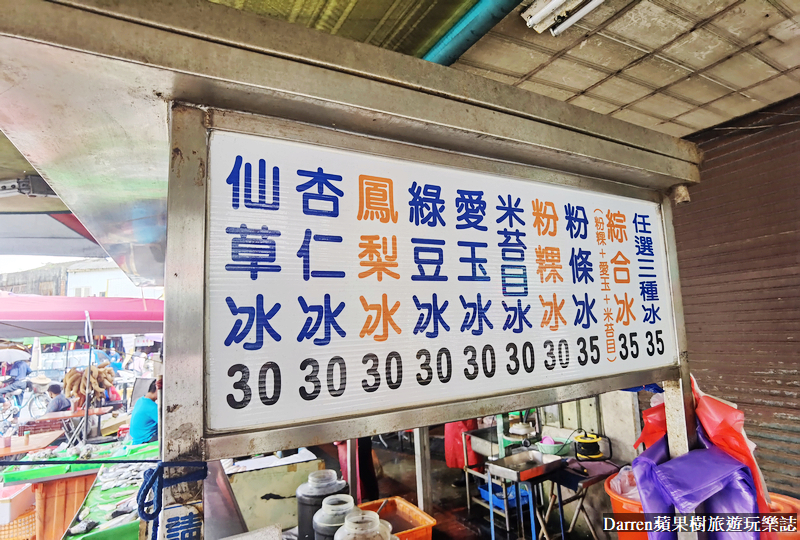 仙草冰 30
杏仁冰 30
鳳梨冰 30
綠豆冰 30
愛玉冰 30
米苔目冰 30
粉粿冰 30
粉條冰 35
綜合冰 35
(粉粿+愛玉+米苔目)
任選三種冰 35
Darren蘋果樹旅遊玩樂誌